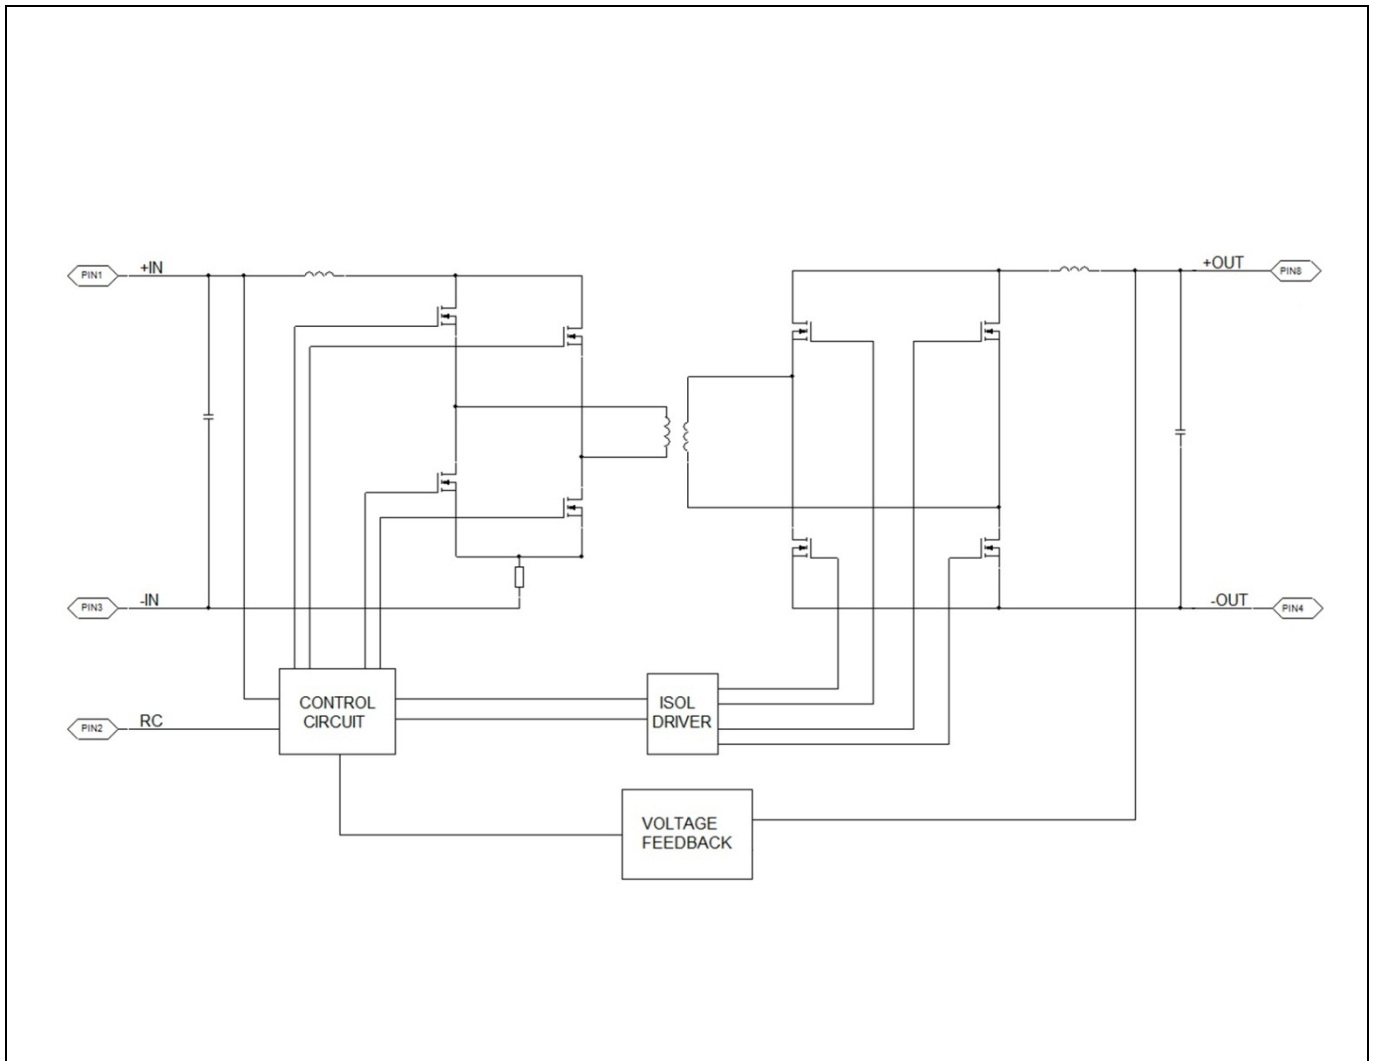 PIN1
+IN
+OUT
PIN8
PIN3
-IN
-OUT
PIN4
PIN2
RC
CONTROL
CIRCUIT
ISOL
DRIVER
VOLTAGE
FEEDBACK